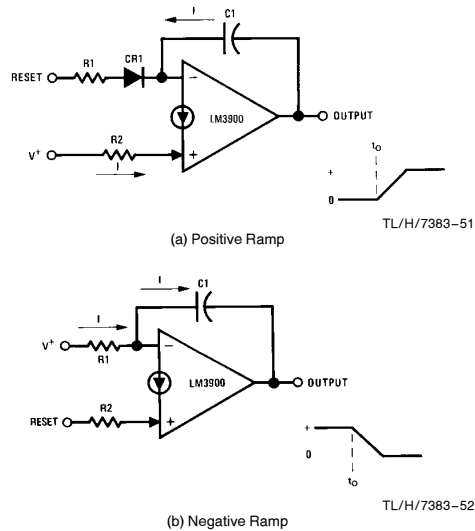 I
C1
R1
CR1
RESET
−
LM3900
OUTPUT
V+
R2
+
I
to
+
0
TL/H/7383–51
(a) Positive Ramp
I
C1
V+
I
R1
−
LM3900
OUTPUT
RESET
R2
+
+
0
to
TL/H/7383–52
(b) Negative Ramp